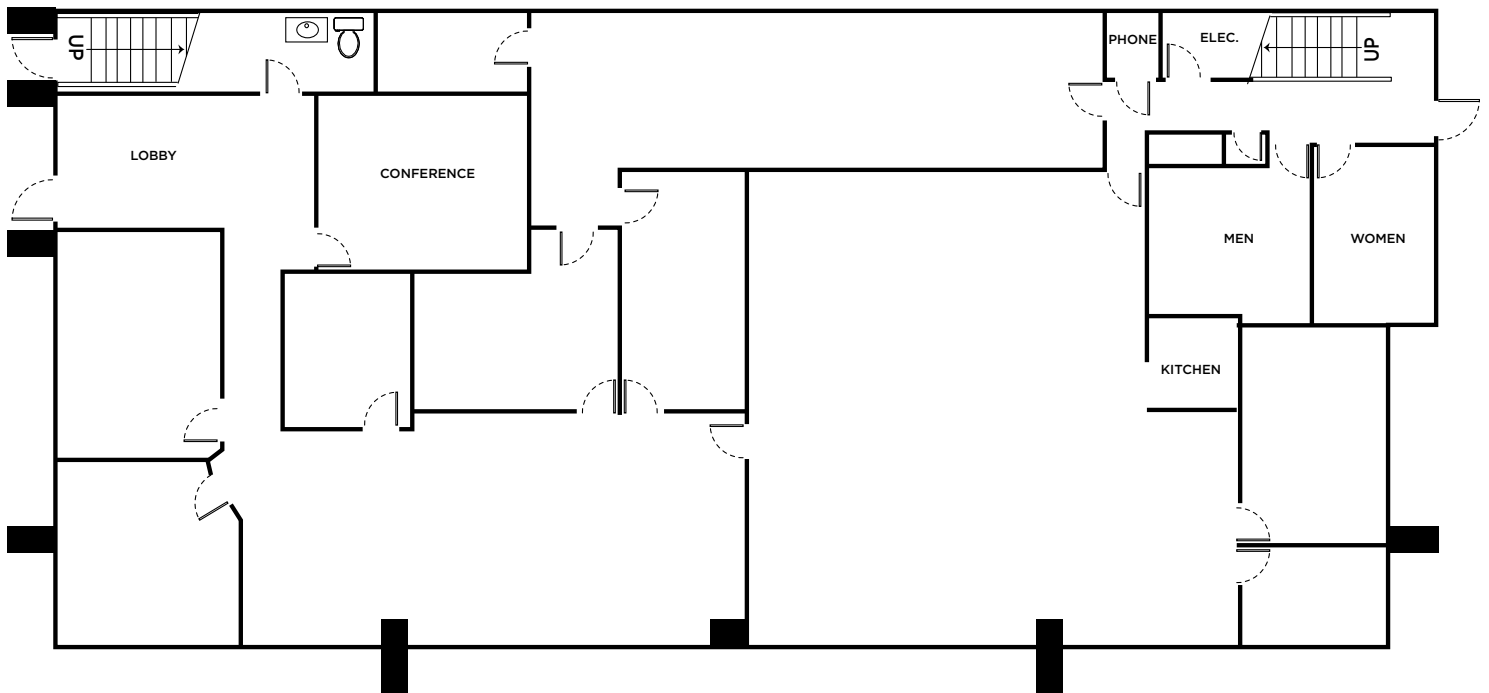 UP
PHONE
ELEC.
UP
LOBBY
CONFERENCE
MEN
WOMEN
KITCHEN